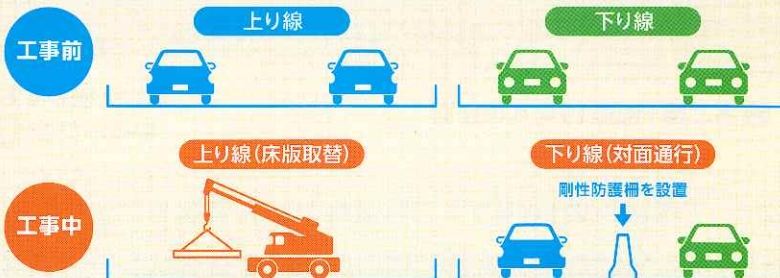 工事前
上り線
下り線
工事中
上り線(床版取替)
下り線(対面通行)
剛性防護柵を設置